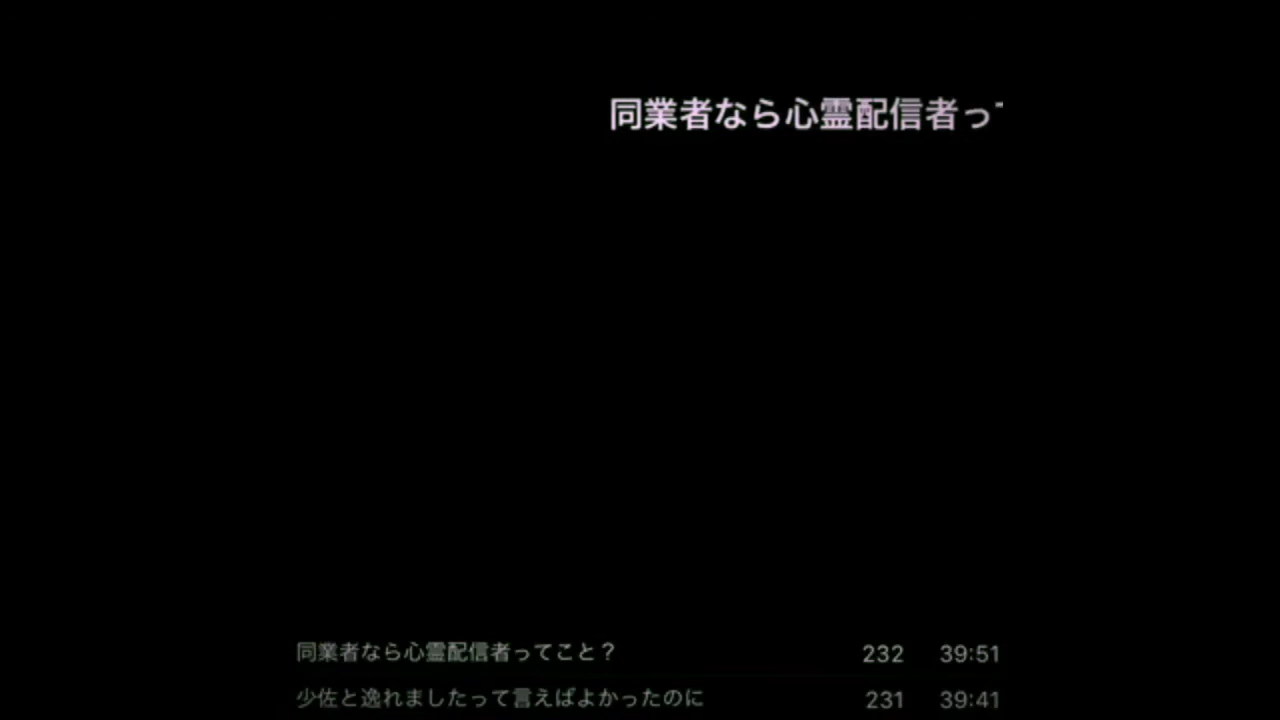 同業者なら心霊配信者っ
同業者なら心霊配信者ってこと？ 232 39:51
少佐と逸れましたって言えばよかったのに 231 39:41